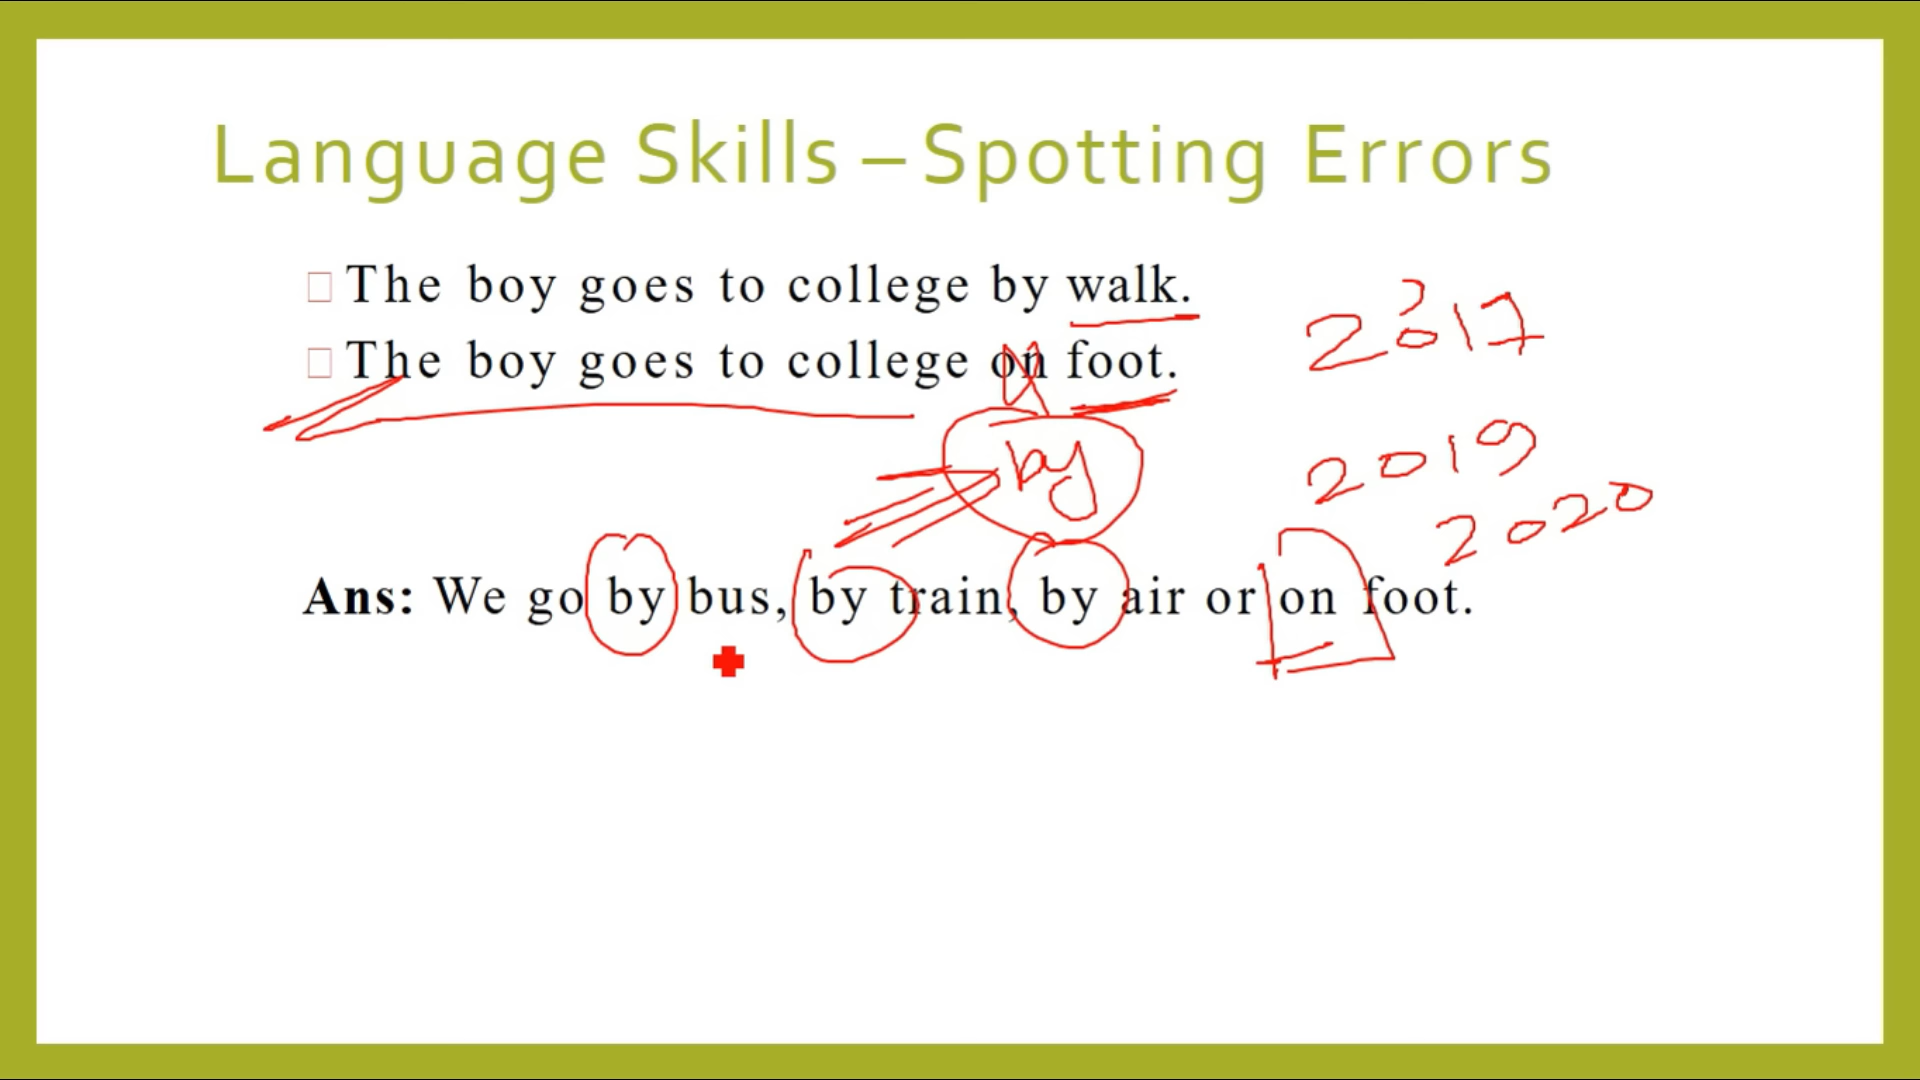 Language Skills – Spotting Errors
The boy goes to college by walk.
2017
The boy goes to college on foot.
by
2019
2020
Ans: We go by bus, by train, by air or on foot.